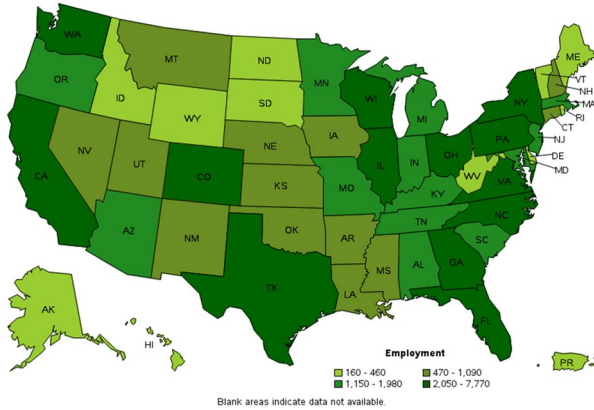 WA
MT
ND
MN
ME
VT
NH
MA
RI
CT
NJ
DE
MD
OR
ID
SD
WI
MI
NY
WY
IA
PA
NE
NV
UT
CO
IL
IN
OH
WV
VA
CA
KS
MO
KY
NC
TN
AZ
NM
OK
AR
SC
MS
AL
GA
TX
LA
FL
AK
HI
PR
Employment
160 - 460
470 - 1,090
1,150 - 1,980
2,050 - 7,770
Blank areas indicate data not available.